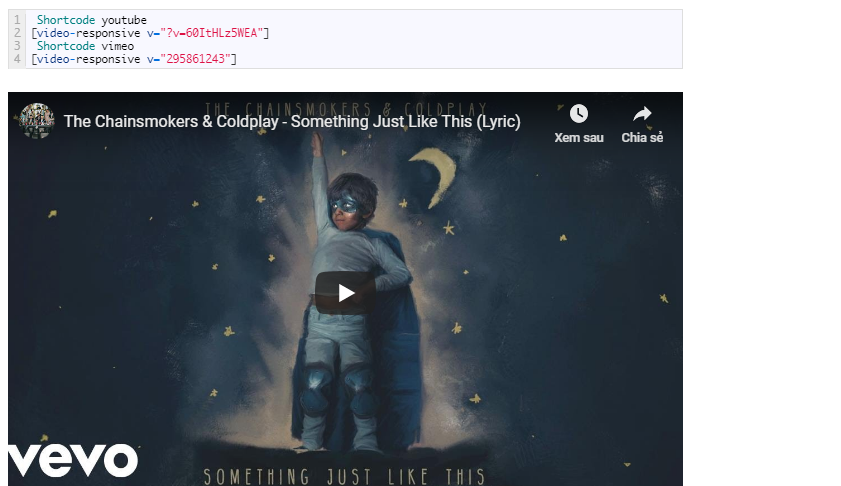 1 Shortcode youtube
2 [video-responsive v="?v=60ItHLz5WEA"]
3 Shortcode vimeo
4 [video-responsive v="295861243"]
THE CHAINSMOKERS & COLDPLAY
The Chainsmokers & Coldplay - Something Just Like This (Lyric)
Xem sau
Chia sẻ
vevo
SOMETHING JUST LIKE THIS